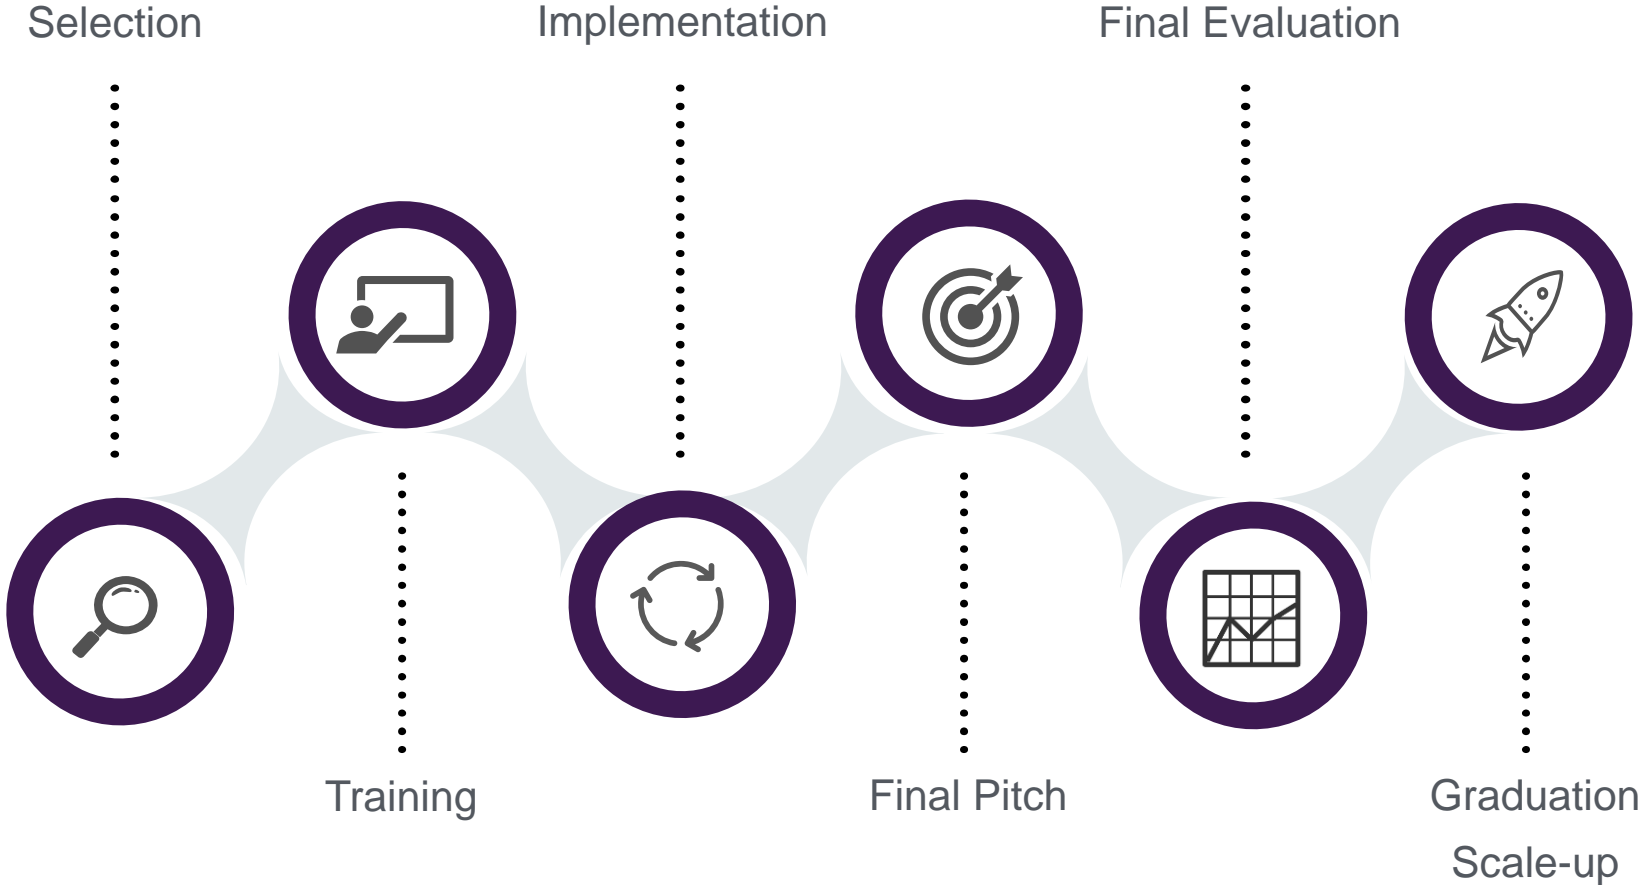 Selection
Implementation
Final Evaluation
Training
Final Pitch
Graduation
Scale-up